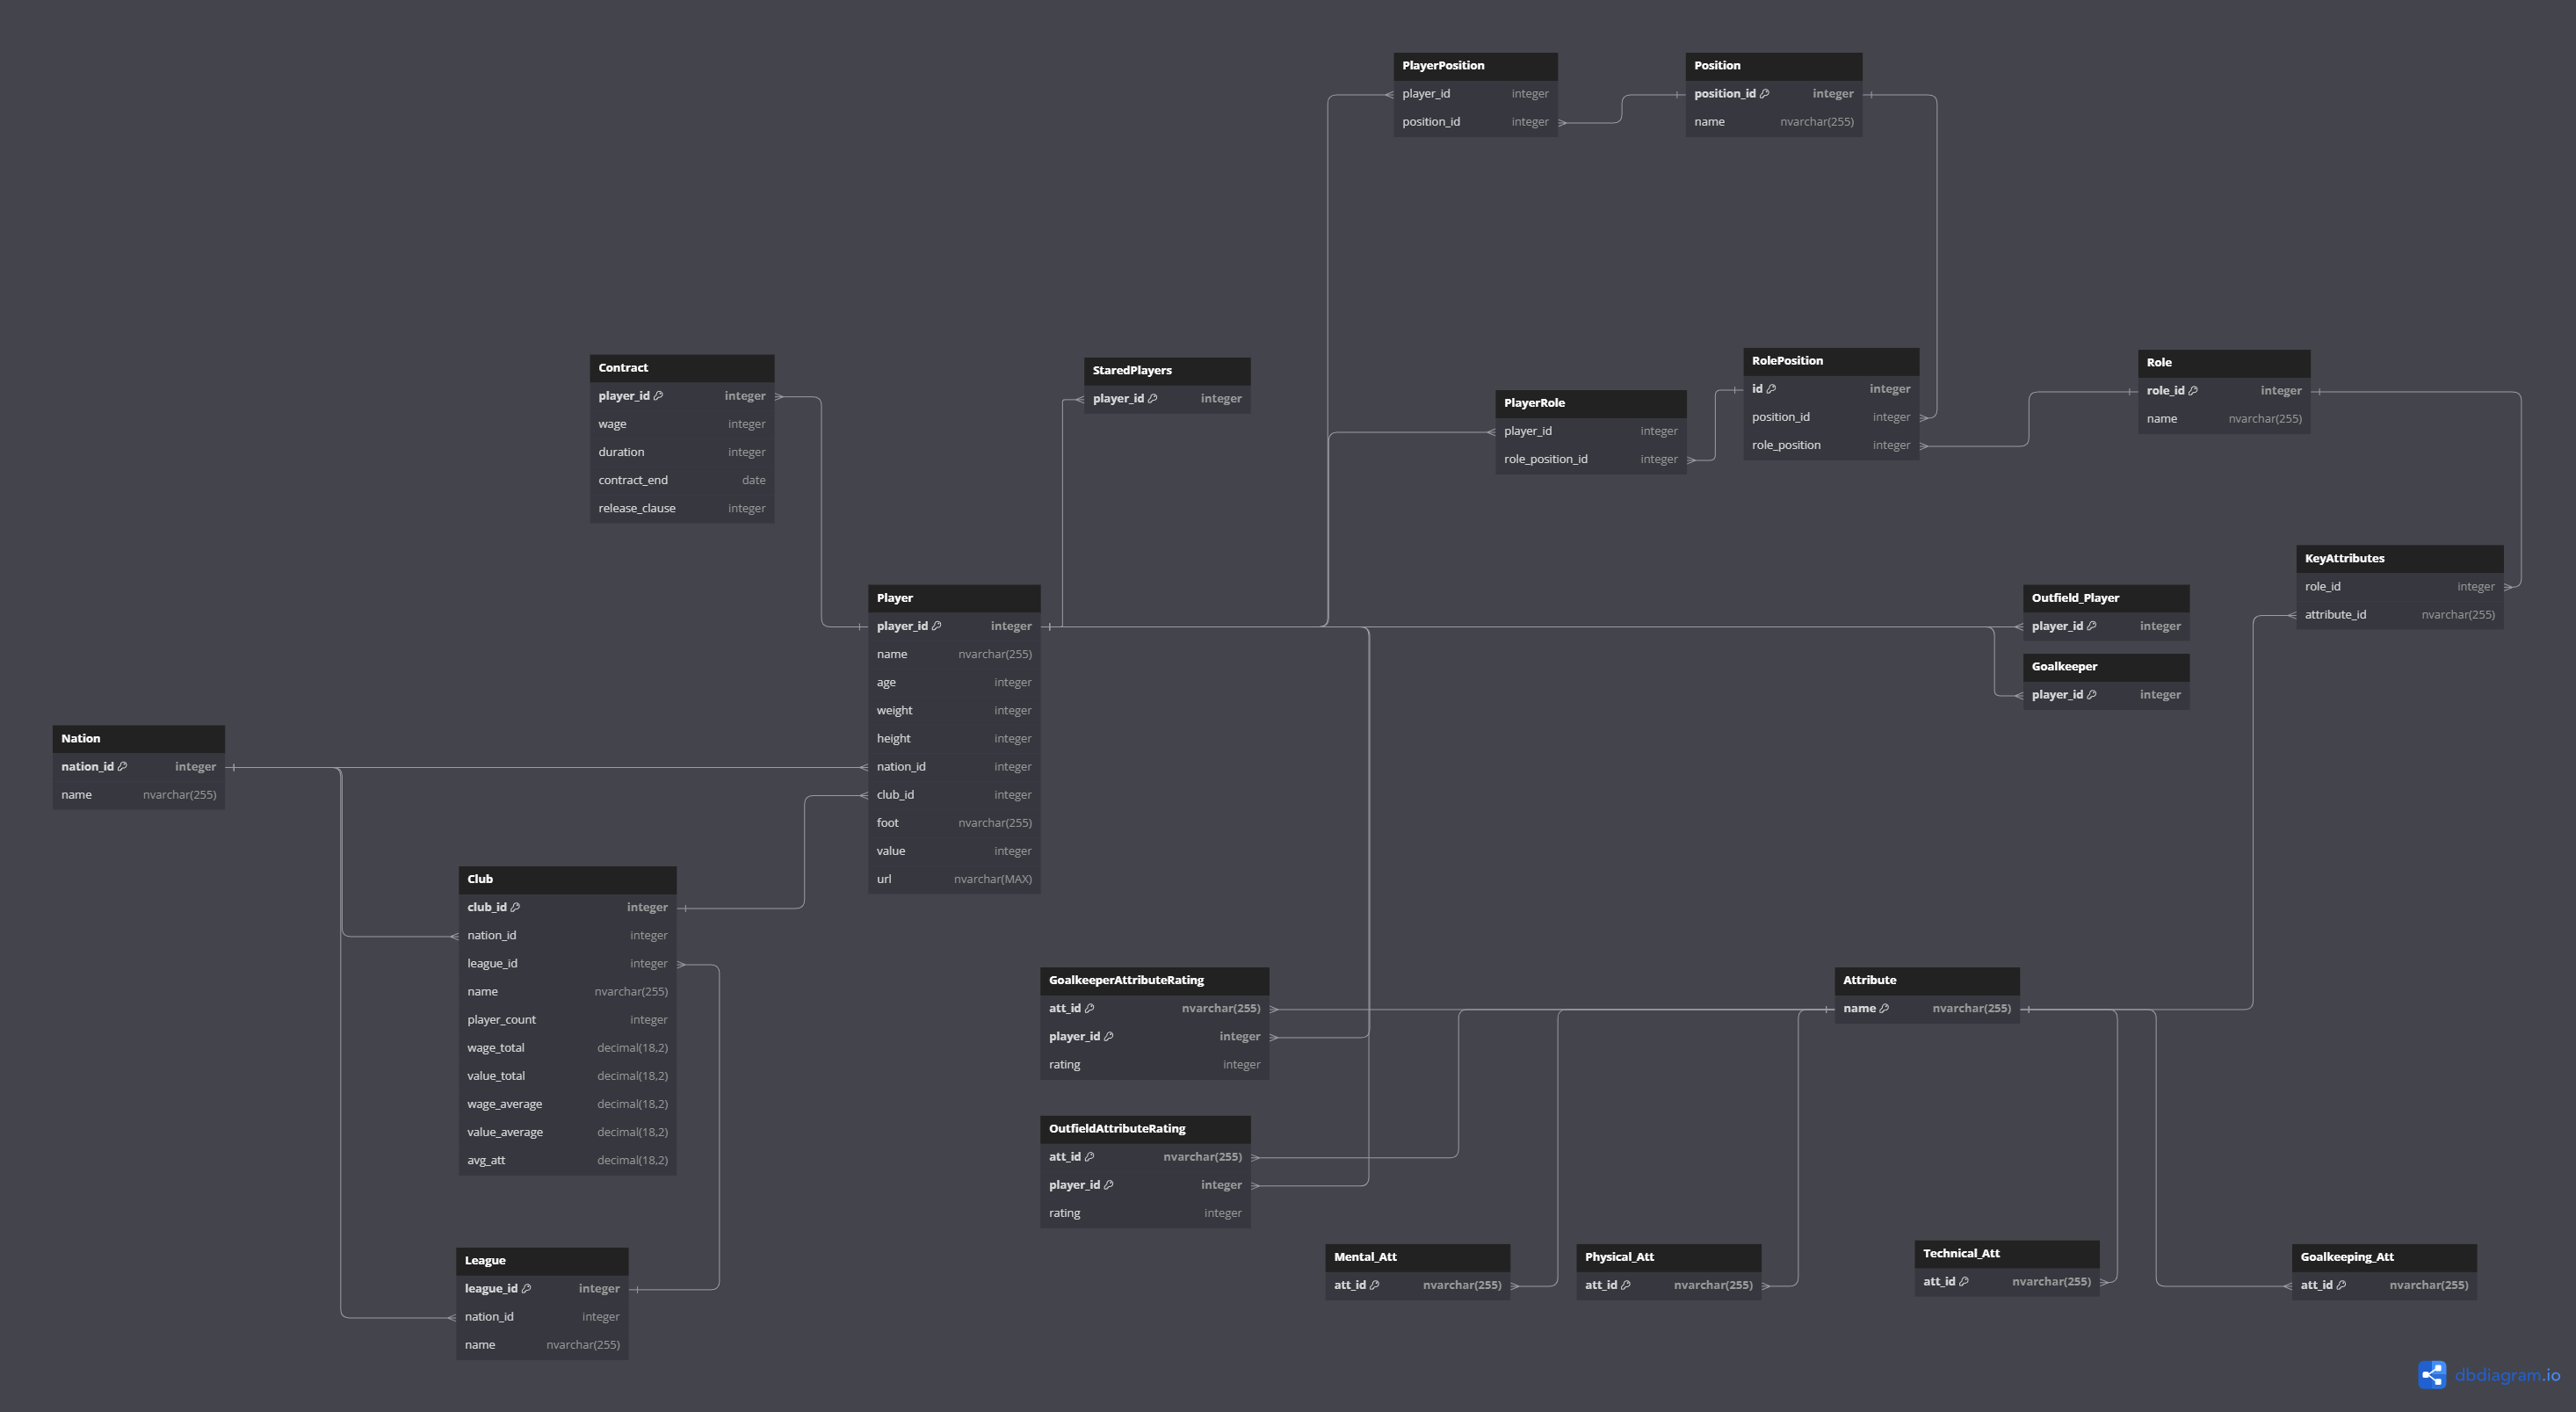 PlayerPosition
player_id integer
position_id integer
Position
position_id integer
name nvarchar(255)
Contract
player_id integer
wage integer
duration integer
contract_end date
release_clause integer
StaredPlayers
player_id integer
PlayerRole
player_id integer
role_position_id integer
RolePosition
id integer
position_id integer
role_position integer
Role
role_id integer
name nvarchar(255)
KeyAttributes
role_id integer
attribute_id nvarchar(255)
Player
player_id integer
name nvarchar(255)
age integer
weight integer
height integer
nation_id integer
club_id integer
foot nvarchar(255)
value integer
url nvarchar(MAX)
Outfield_Player
player_id integer
Goalkeeper
player_id integer
Nation
nation_id integer
name nvarchar(255)
Club
club_id integer
nation_id integer
league_id integer
name nvarchar(255)
player_count integer
wage_total decimal(18,2)
value_total decimal(18,2)
wage_average decimal(18,2)
value_average decimal(18,2)
avg_att decimal(18,2)
GoalkeeperAttributeRating
att_id nvarchar(255)
player_id integer
rating integer
Attribute
name nvarchar(255)
OutfieldAttributeRating
att_id nvarchar(255)
player_id integer
rating integer
League
league_id integer
nation_id integer
name nvarchar(255)
Mental_Att
att_id nvarchar(255)
Physical_Att
att_id nvarchar(255)
Technical_Att
att_id nvarchar(255)
Goalkeeping_Att
att_id nvarchar(255)
dbdiagram.io